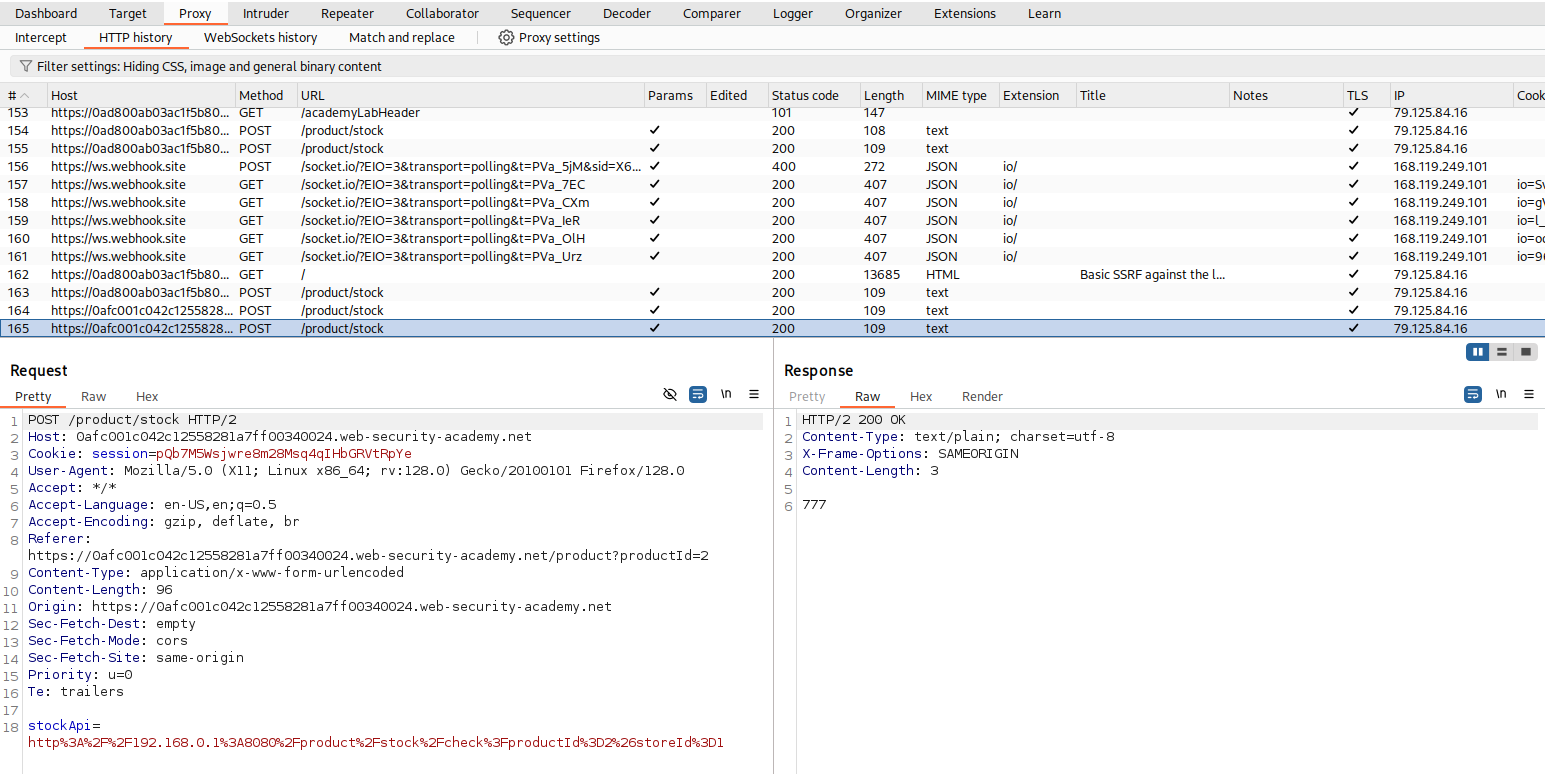 Dashboard Target Proxy Intruder Repeater Collaborator Sequencer Decoder Comparer Logger Organizer Extensions Learn
Intercept HTTP history WebSockets history Match and replace Proxy settings
Filter settings: Hiding CSS, image and general binary content
# Host Method URL Params Edited Status code Length MIME type Extension Title Notes TLS IP Cook
153 https://0ad800ab03ac1f5b80... GET /academyLabHeader 101 147 ✓ 79.125.84.16
154 https://0ad800ab03ac1f5b80... POST /product/stock ✓ 200 108 text ✓ 79.125.84.16
155 https://0ad800ab03ac1f5b80... POST /product/stock ✓ 200 109 text ✓ 79.125.84.16
156 https://ws.webhook.site POST /socket.io/?EIO=3&transport=polling&t=PVa_5jM&sid=X6... ✓ 400 272 JSON io/ ✓ 168.119.249.101
157 https://ws.webhook.site GET /socket.io/?EIO=3&transport=polling&t=PVa_7EC ✓ 200 407 JSON io/ ✓ 168.119.249.101 io=Sv
158 https://ws.webhook.site GET /socket.io/?EIO=3&transport=polling&t=PVa_CXm ✓ 200 407 JSON io/ ✓ 168.119.249.101 io=gV
159 https://ws.webhook.site GET /socket.io/?EIO=3&transport=polling&t=PVa_IeR ✓ 200 407 JSON io/ ✓ 168.119.249.101 io=l_
160 https://ws.webhook.site GET /socket.io/?EIO=3&transport=polling&t=PVa_OlH ✓ 200 407 JSON io/ ✓ 168.119.249.101
161 https://ws.webhook.site GET /socket.io/?EIO=3&transport=polling&t=PVa_Urz ✓ 200 407 JSON io/ ✓ 168.119.249.101 io=96
162 https://0ad800ab03ac1f5b80... GET / 200 13685 HTML Basic SSRF against the l... ✓ 79.125.84.16
163 https://0ad800ab03ac1f5b80... POST /product/stock ✓ 200 109 text ✓ 79.125.84.16
164 https://0afc001c042c1255828... POST /product/stock ✓ 200 109 text ✓ 79.125.84.16
165 https://0afc001c042c1255828... POST /product/stock ✓ 200 109 text ✓ 79.125.84.16
Request
Pretty Raw Hex \n
1 POST /product/stock HTTP/2
2 Host: 0afc001c042c12558281a7ff00340024.web-security-academy.net
3 Cookie: session=pQb7M5Wsjwre8m28Msq4qIHbGRVtRpYe
4 User-Agent: Mozilla/5.0 (X11; Linux x86_64; rv:128.0) Gecko/20100101 Firefox/128.0
5 Accept: */*
6 Accept-Language: en-US,en;q=0.5
7 Accept-Encoding: gzip, deflate, br
8 Referer:
https://0afc001c042c12558281a7ff00340024.web-security-academy.net/product?productId=2
9 Content-Type: application/x-www-form-urlencoded
10 Content-Length: 96
11 Origin: https://0afc001c042c12558281a7ff00340024.web-security-academy.net
12 Sec-Fetch-Dest: empty
13 Sec-Fetch-Mode: cors
14 Sec-Fetch-Site: same-origin
15 Priority: u=0
16 Te: trailers
17
18 stockApi=
http%3A%2F%2F192.168.0.1%3A8080%2Fproduct%2Fstock%2Fcheck%3FproductId%3D2%26storeId%3D1
Response
Pretty Raw Hex Render \n
1 HTTP/2 200 OK
2 Content-Type: text/plain; charset=utf-8
3 X-Frame-Options: SAMEORIGIN
4 Content-Length: 3
5
6 777